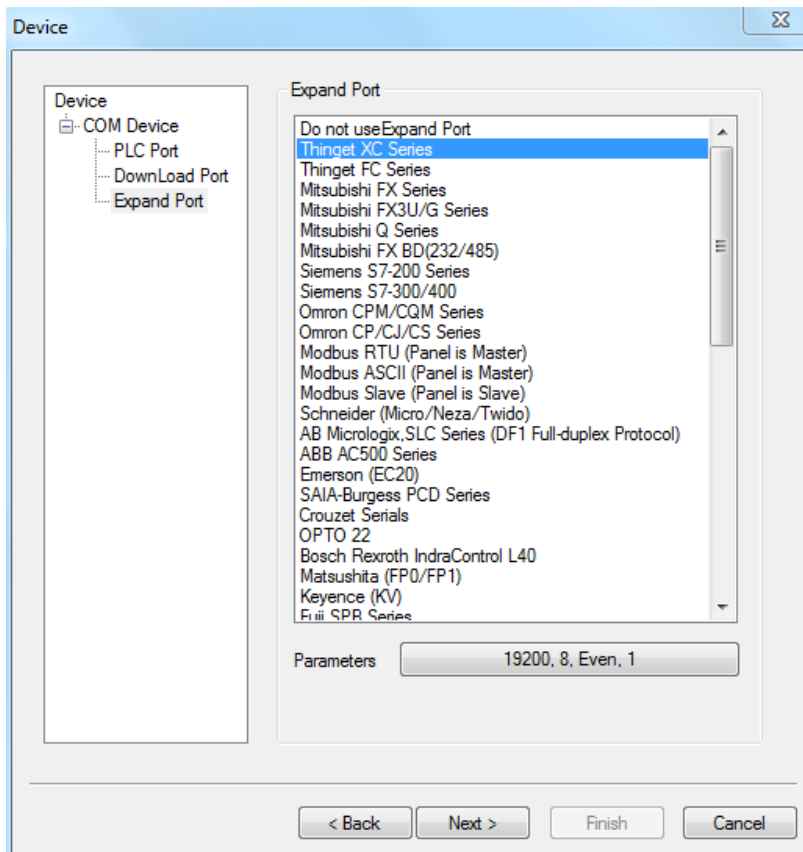 Device
Device
COM Device
PLC Port
DownLoad Port
Expand Port
Expand Port
Do not useExpand Port
Thinget XC Series
Thinget FC Series
Mitsubishi FX Series
Mitsubishi FX3U/G Series
Mitsubishi Q Series
Mitsubishi FX BD(232/485)
Siemens S7-200 Series
Siemens S7-300/400
Omron CPM/CQM Series
Omron CP/CJ/CS Series
Modbus RTU (Panel is Master)
Modbus ASCII (Panel is Master)
Modbus Slave (Panel is Slave)
Schneider (Micro/Neza/Twido)
AB Micrologix,SLC Series (DF1 Full-duplex Protocol)
ABB AC500 Series
Emerson (EC20)
SAIA-Burgess PCD Series
Crouzet Serials
OPTO 22
Bosch Rexroth IndraControl L40
Matsushita (FP0/FP1)
Keyence (KV)
Fuji SPB Series
Parameters 19200, 8, Even, 1
< Back Next > Finish Cancel